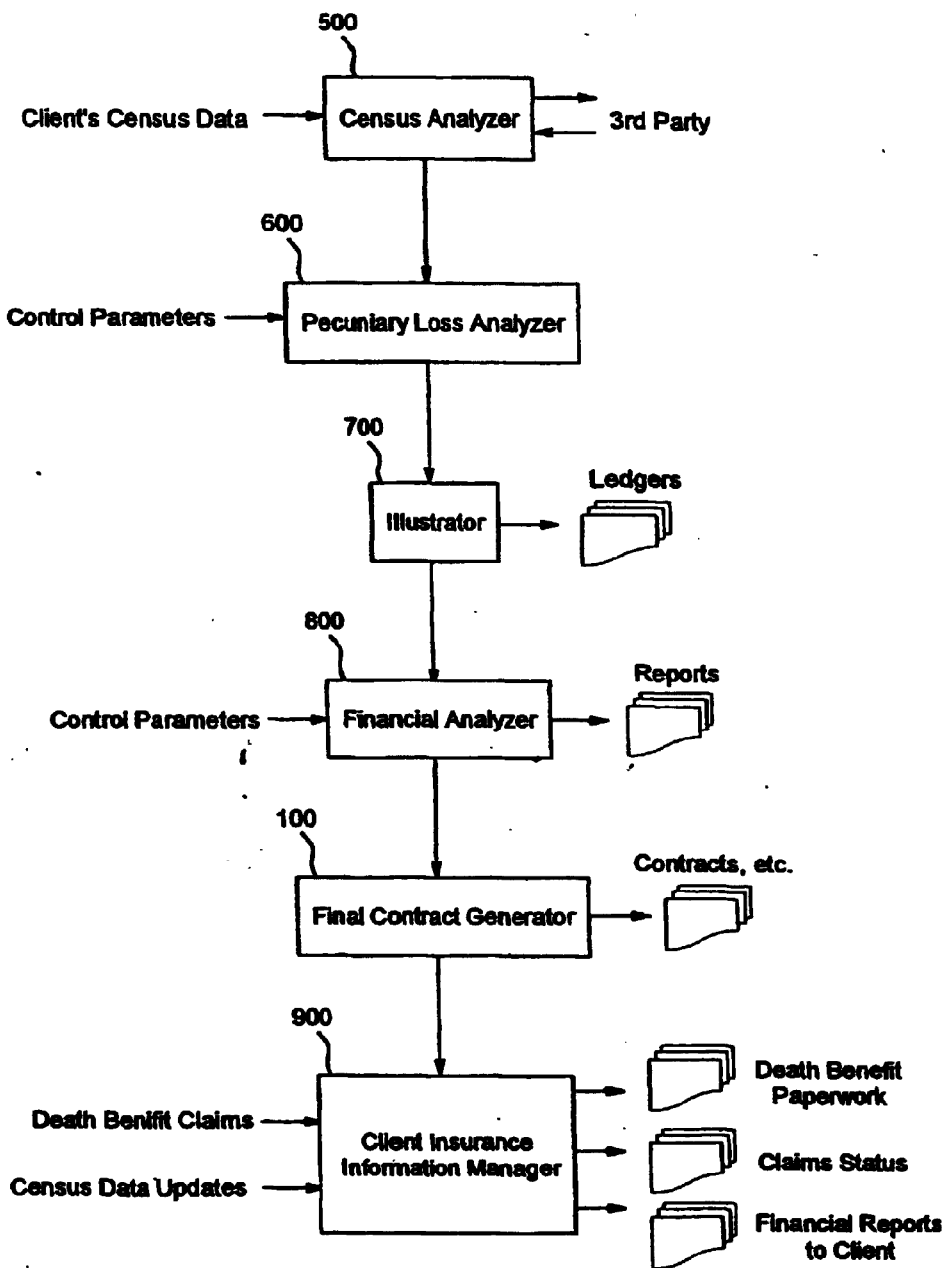 500
Client's Census Data
Census Analyzer
3rd Party
600
Control Parameters
Pecuniary Loss Analyzer
700
Illustrator
Ledgers
800
Control Parameters
Financial Analyzer
Reports
100
Final Contract Generator
Contracts, etc.
900
Death Benifit Claims
Census Data Updates
Client Insurance
Information Manager
Death Benefit
Paperwork
Claims Status
Financial Reports
to Client